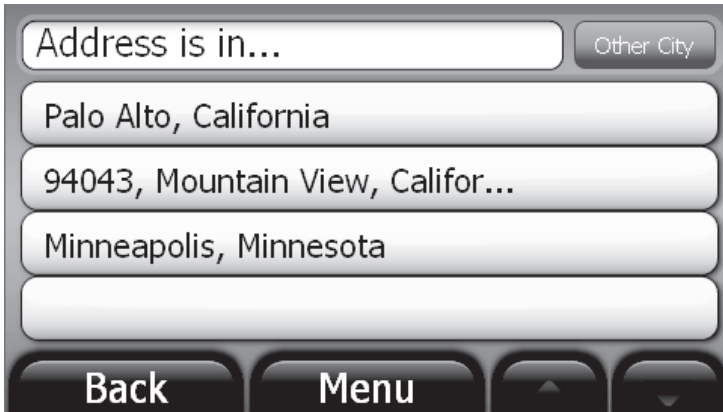 Address is in...
Other City
Palo Alto, California
94043, Mountain View, Califor...
Minneapolis, Minnesota
Back
Menu